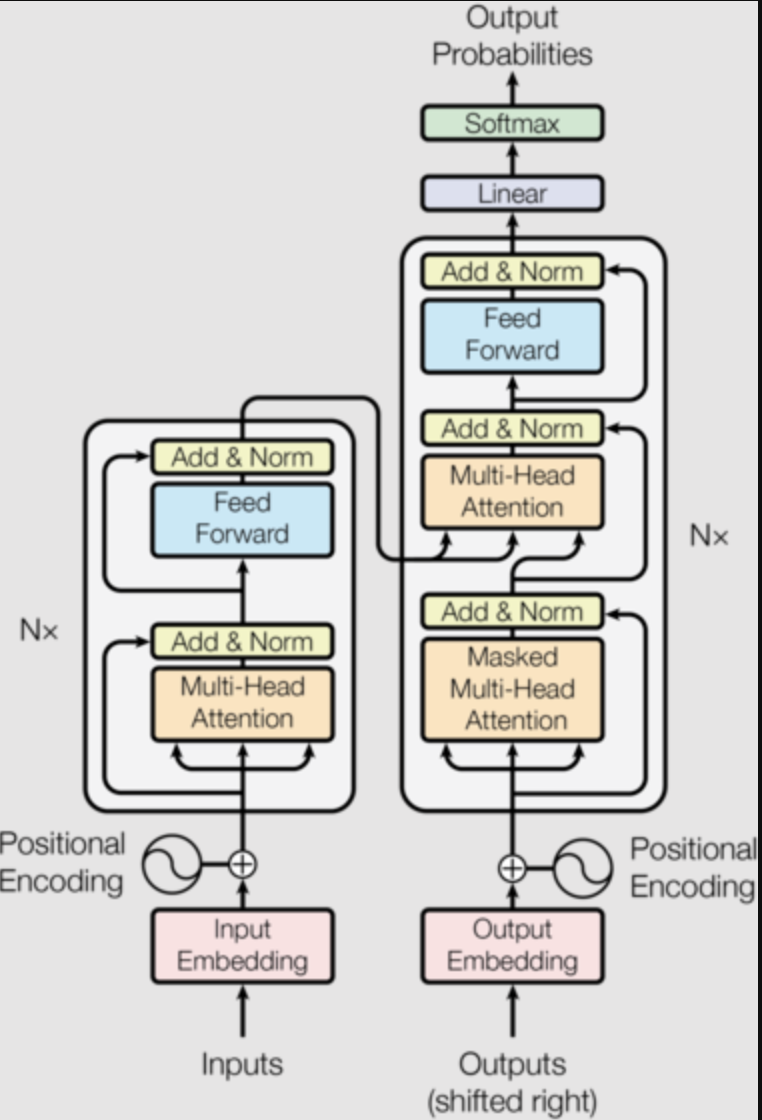 Output
Probabilities
Softmax
Linear
Add & Norm
Feed
Forward
Add & Norm
Multi-Head
Attention
Add & Norm
Masked
Multi-Head
Attention
N×
Add & Norm
Feed
Forward
Add & Norm
Multi-Head
Attention
N×
Positional
Encoding
Positional
Encoding
Input
Embedding
Output
Embedding
Inputs
Outputs
(shifted right)